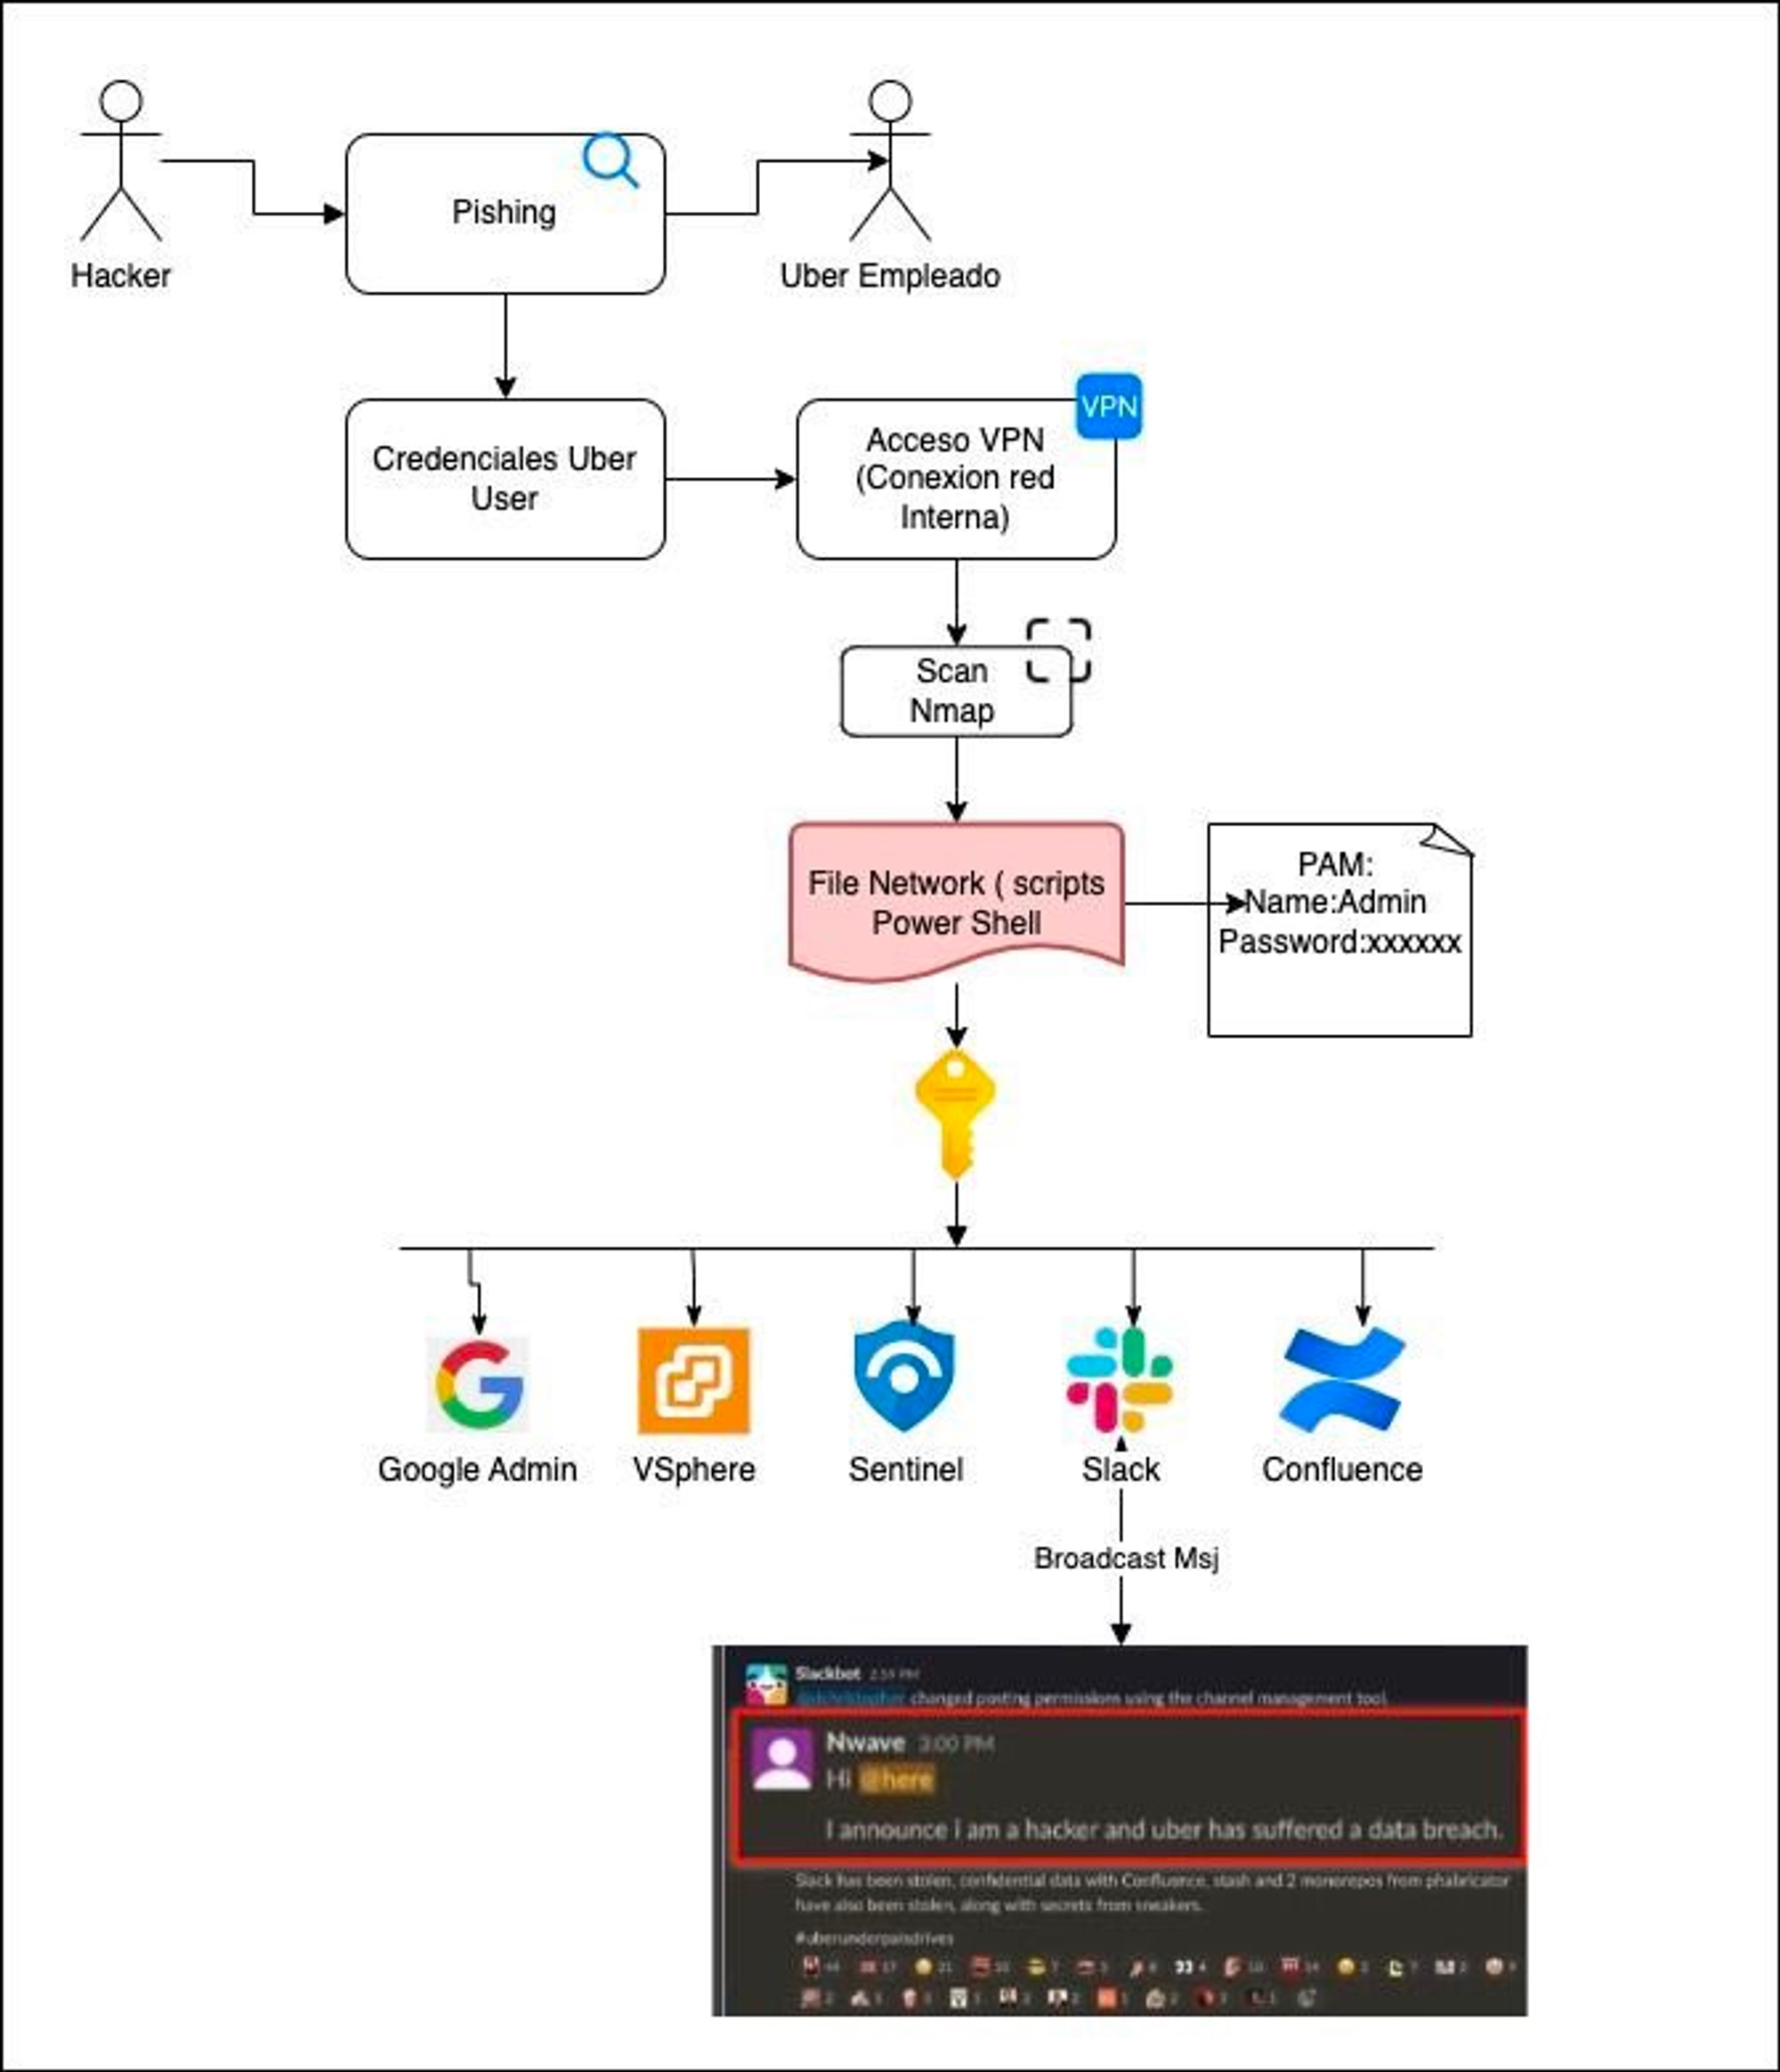 Pishing
Hacker
Uber Empleado
VPN
Credenciales Uber
User
Acceso VPN
(Conexion red
Interna)
Scan
Nmap
File Network ( scripts
Power Shell
PAM:
Name:Admin
Password:xxxxxx
Google Admin
VSphere
Sentinel
Slack
Confluence
Broadcast Msj
Slackbot 2:59 PM
changed posting permissions using the channel management tool.
Nwave 3:00 PM
Hi @here
I announce i am a hacker and uber has suffered a data breach.
Slack has been stolen, confidential data with Confluence, stash and 2 monorepos from phabricator
have also been stolen, along with secrets from sneakers.
#uberunderpaisdrives